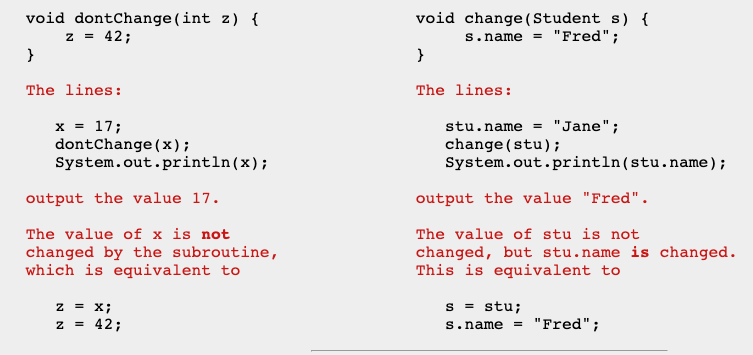 void dontChange(int z) {
    z = 42;
}
The lines:
x = 17;
dontChange(x);
System.out.println(x);
output the value 17.
The value of x is not
changed by the subroutine,
which is equivalent to
z = x;
z = 42;
void change(Student s) {
    s.name = "Fred";
}
The lines:
stu.name = "Jane";
change(stu);
System.out.println(stu.name);
output the value "Fred".
The value of stu is not
changed, but stu.name is changed.
This is equivalent to
s = stu;
s.name = "Fred";